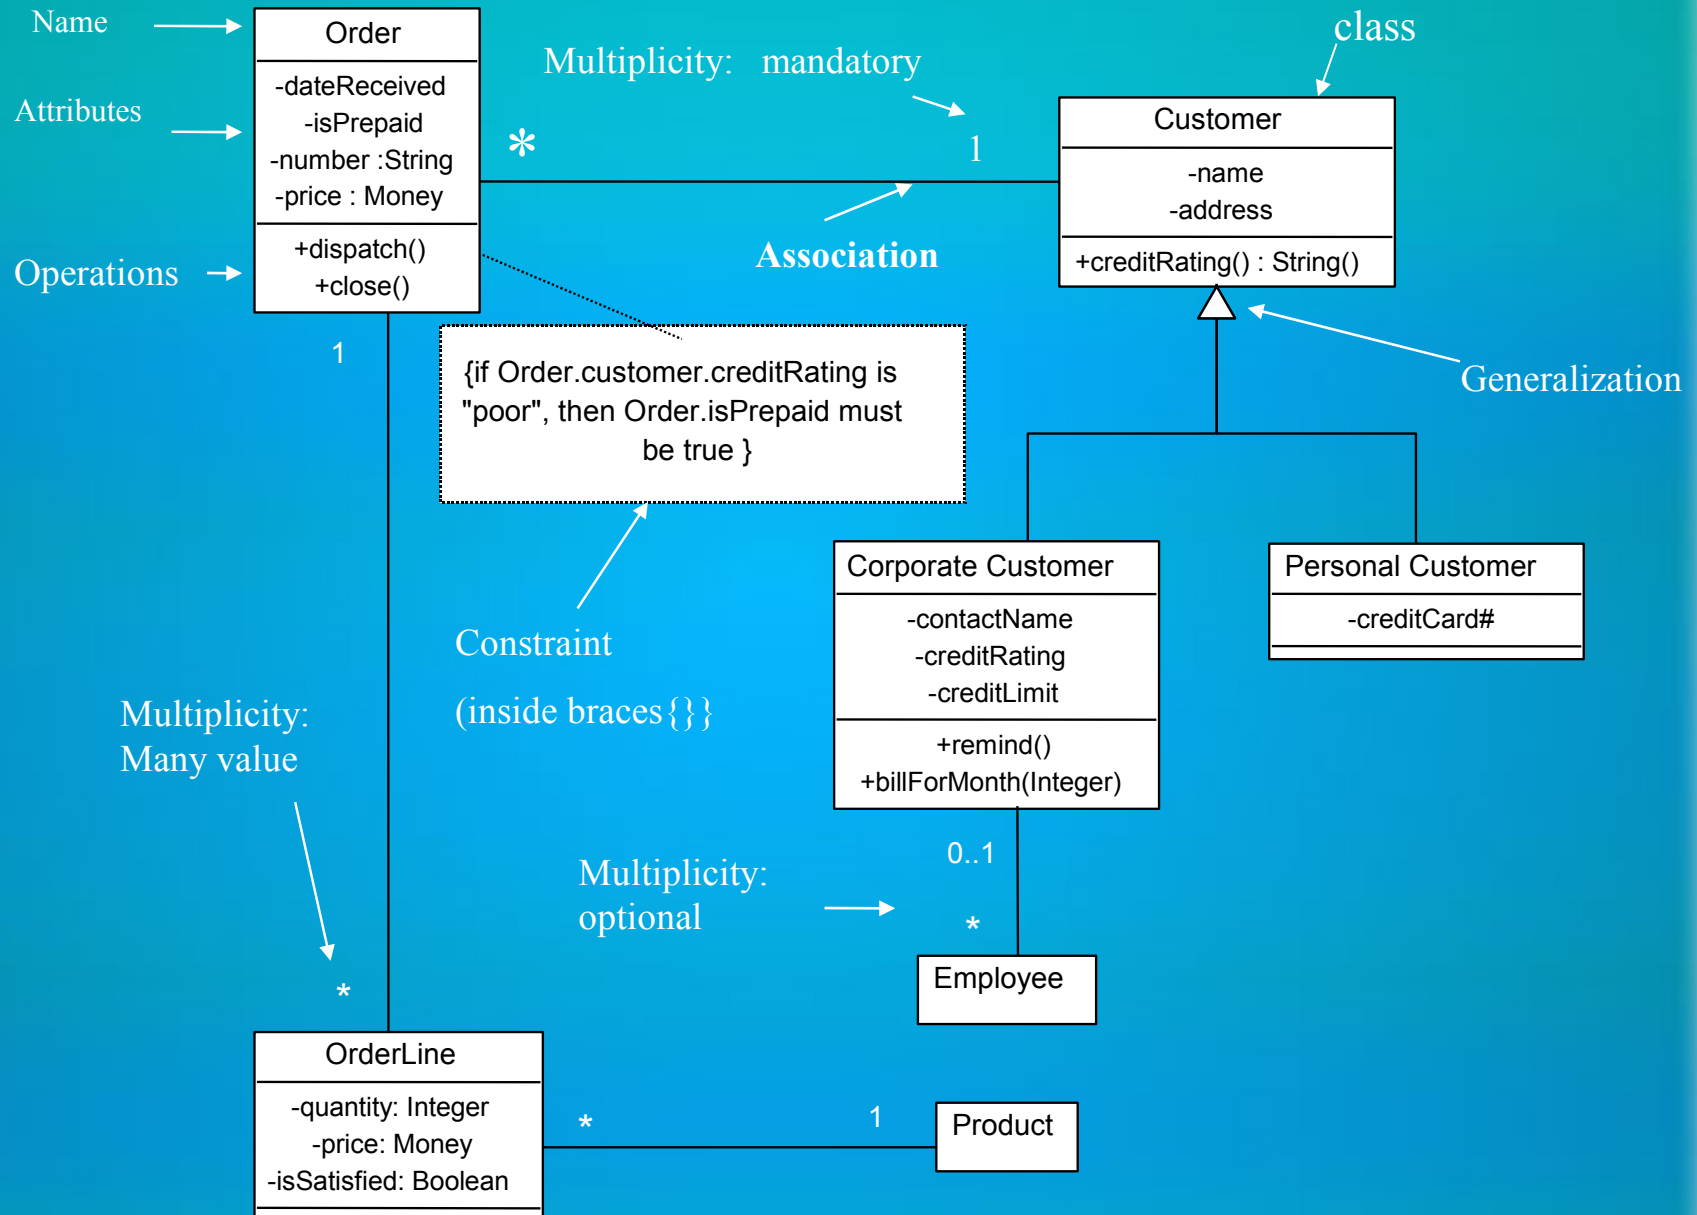 Name
Order
-dateReceived
-isPrepaid
-number :String
-price : Money
+dispatch()
+close()
Attributes
Operations
Multiplicity: mandatory
*
1
Association
class
Customer
-name
-address
+creditRating() : String()
Generalization
1
{if Order.customer.creditRating is
"poor", then Order.isPrepaid must
be true }
Constraint
(inside braces{}}
Corporate Customer
-contactName
-creditRating
-creditLimit
+remind()
+billForMonth(Integer)
Personal Customer
-creditCard#
Multiplicity:
Many value
*
Multiplicity:
optional
0..1
*
Employee
OrderLine
-quantity: Integer
-price: Money
-isSatisfied: Boolean
*
1
Product